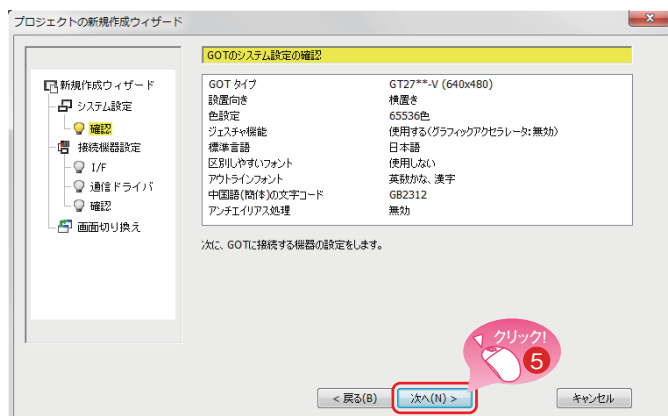 プロジェクトの新規作成ウィザード
新規作成ウィザード
システム設定
確認
接続機器設定
I/F
通信ドライバ
確認
画面切り換え
GOTのシステム設定の確認
GOT タイプ GT27**-V (640x480)
設置向き 横置き
色設定 65536色
ジェスチャ機能 使用する(グラフィックアクセラレータ:無効)
標準言語 日本語
区別しやすいフォント 使用しない
アウトラインフォント 英数かな、漢字
中国語(簡体)の文字コード GB2312
アンチエイリアス処理 無効
次に、GOTに接続する機器の設定をします。
クリック!
5
< 戻る(B) 次へ(N) > キャンセル